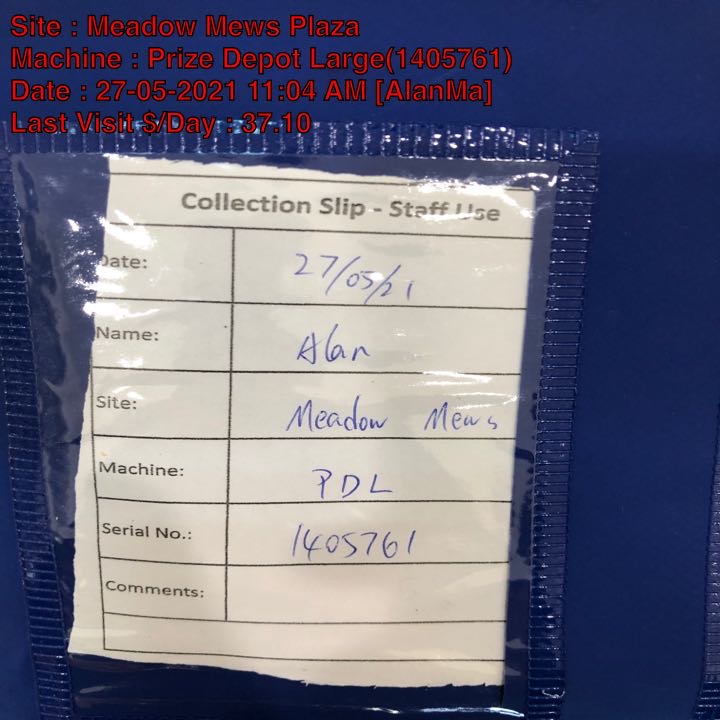 Site : Meadow Mews Plaza
Machine : Prize Depot Large(1405761)
Date : 27-05-2021 11:04 AM [AlanMa]
Last Visit $/Day : 37.10
Collection Slip - Staff Use
Date: 27/05/21
Name: Alan
Site: Meadow Mews
Machine: PDL
Serial No.: 1405761
Comments: